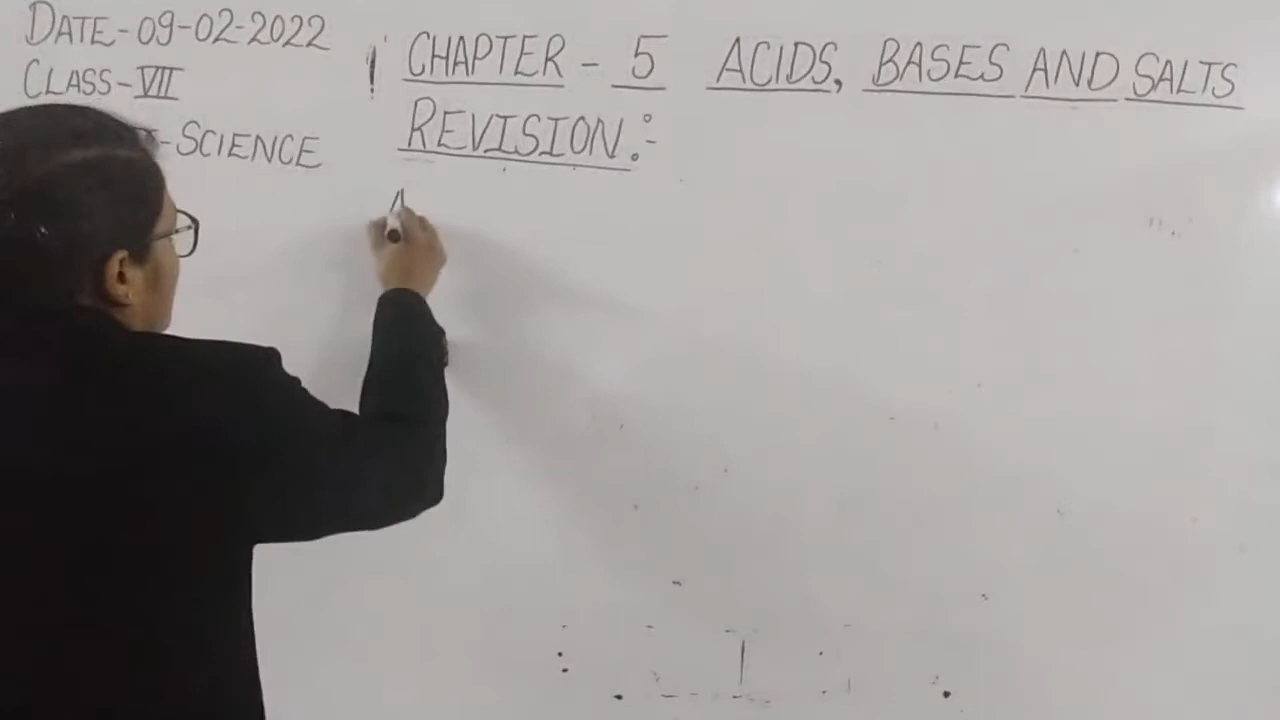 DATE-09-02-2022
CLASS-VII
-SCIENCE
CHAPTER - 5 ACIDS, BASES AND SALTS
REVISION:-